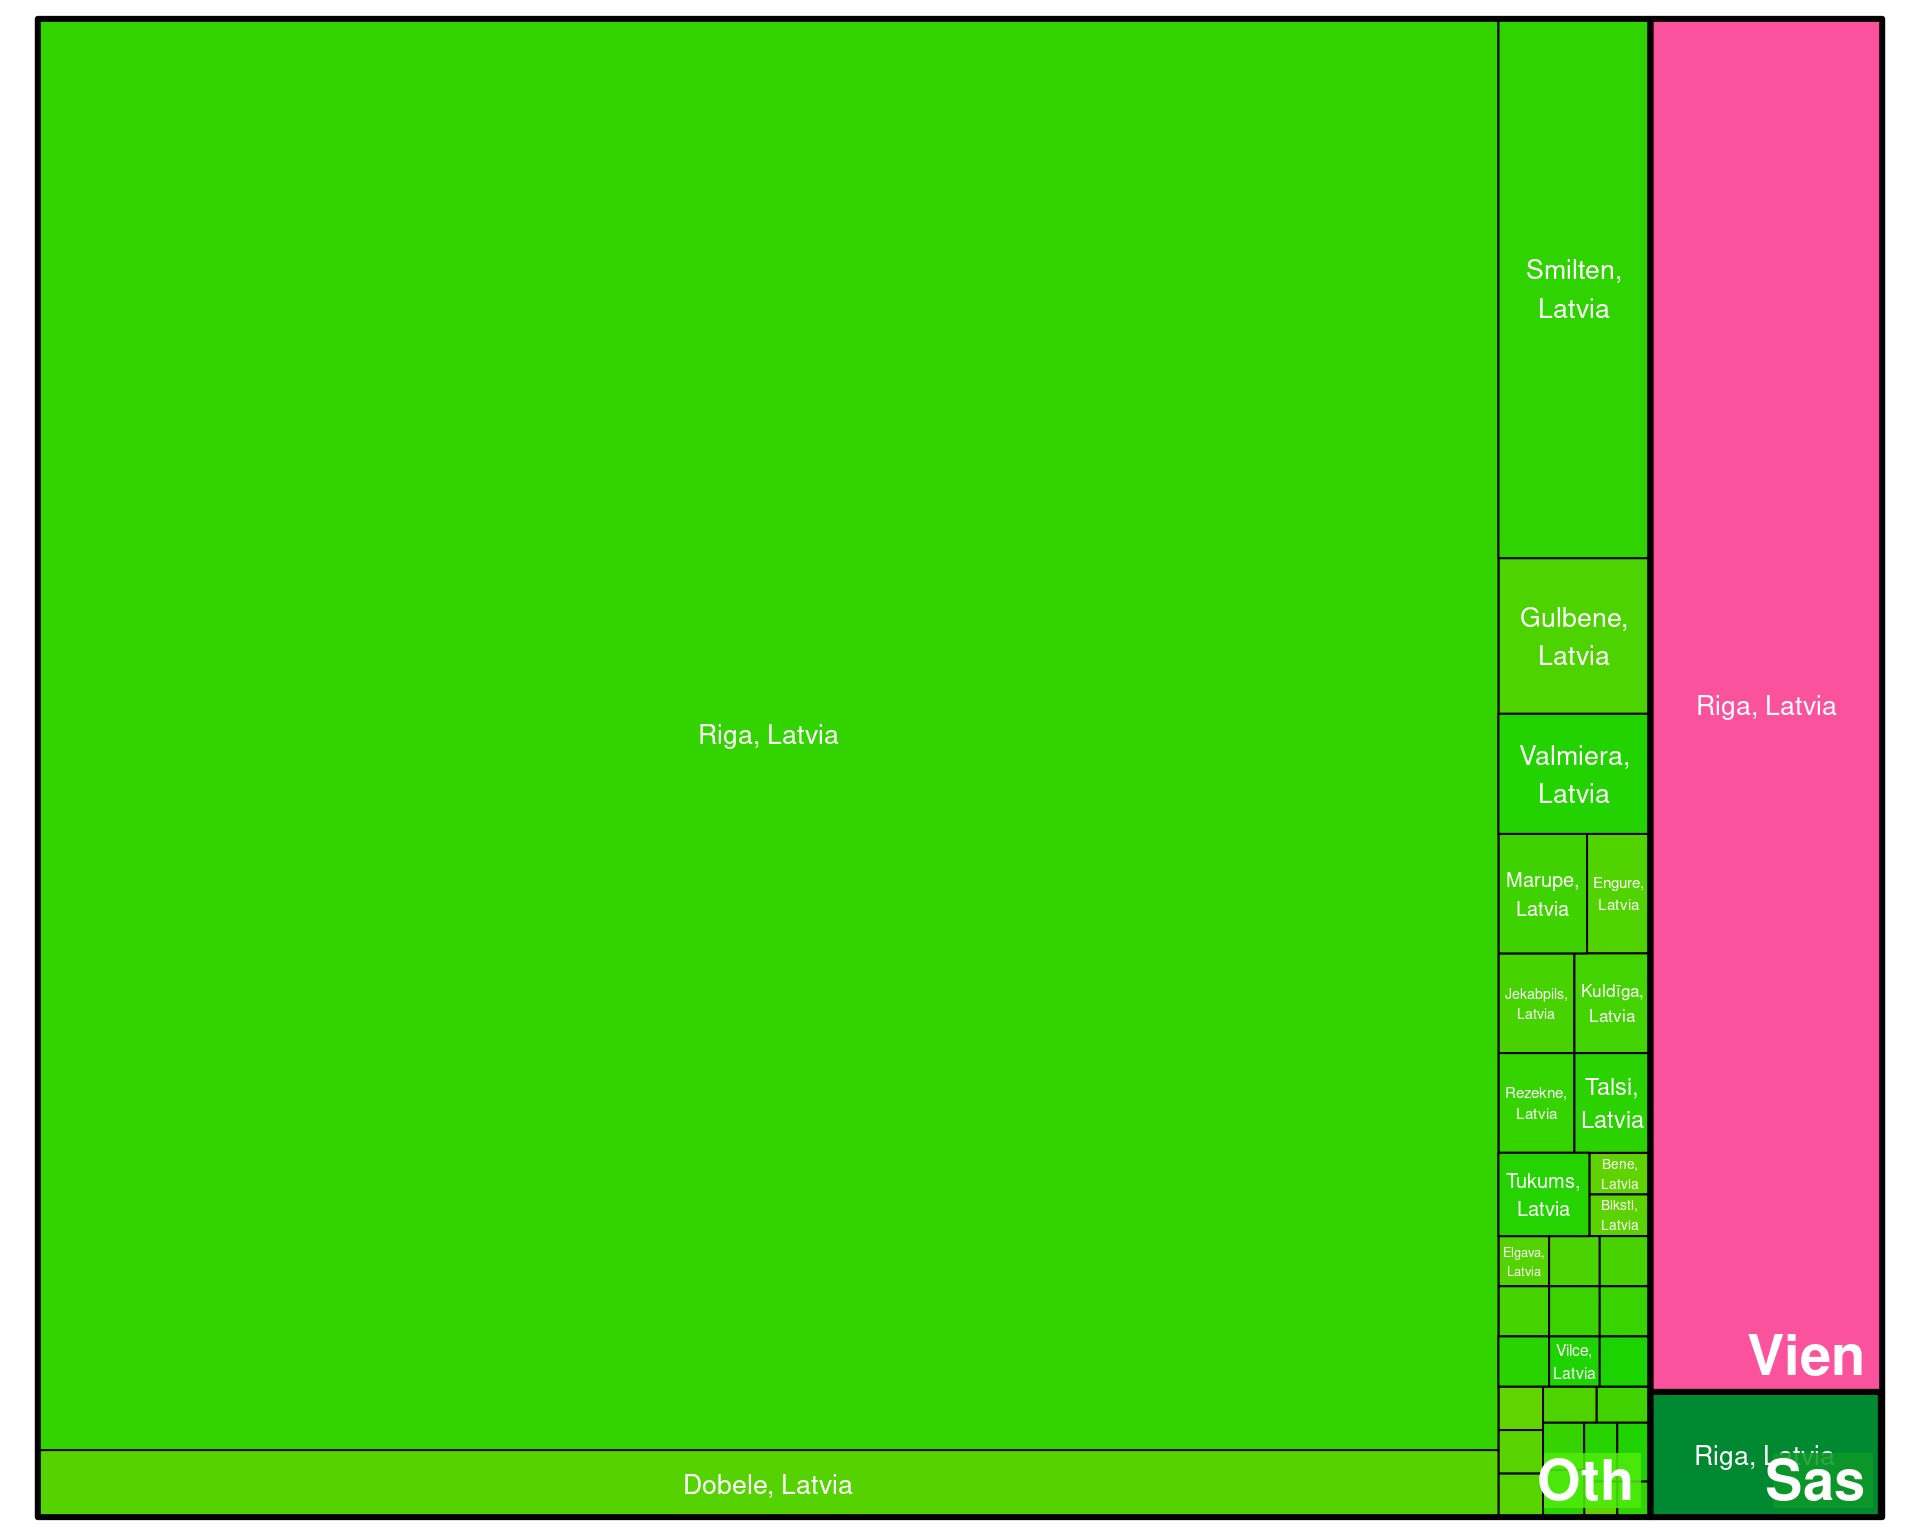 Riga, Latvia
Dobele, Latvia
Smilten,
Latvia
Gulbene,
Latvia
Valmiera,
Latvia
Marupe,
Latvia
Engure,
Latvia
Jekabpils,
Latvia
Kuldīga,
Latvia
Rezekne,
Latvia
Talsi,
Latvia
Tukums,
Latvia
Bene,
Latvia
Biksti,
Latvia
Elgava,
Latvia
Vilce,
Latvia
Oth
Riga, Latvia
Vien
Riga, Latvia
Sas